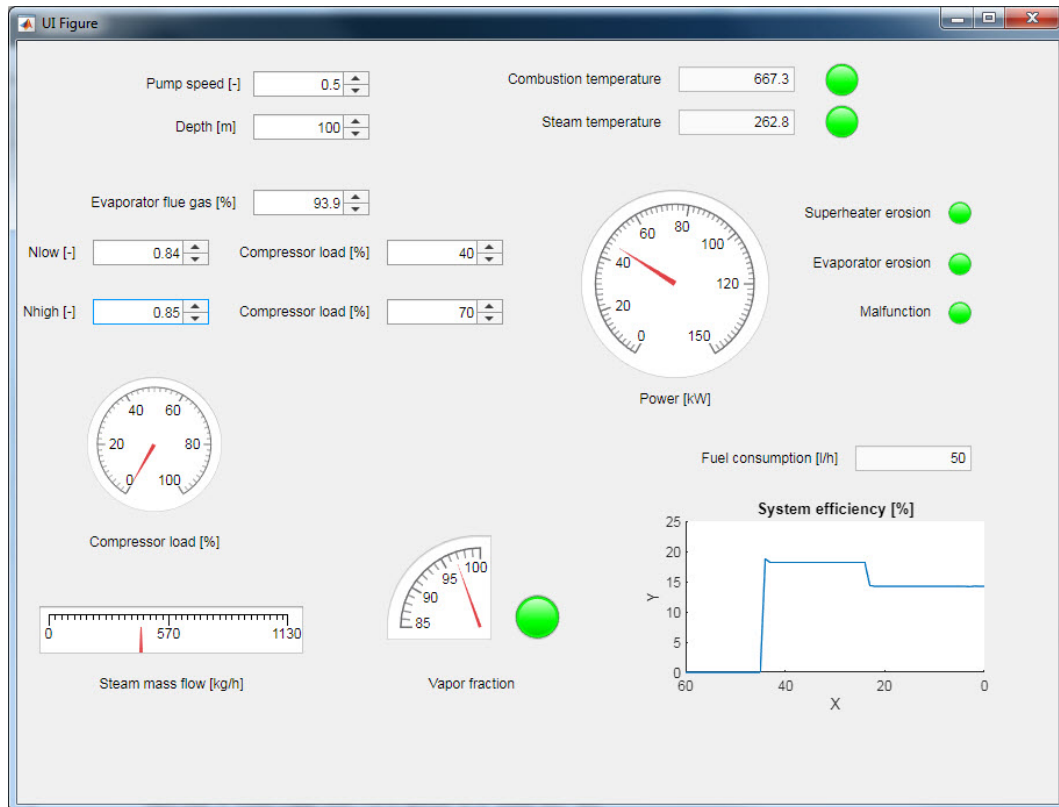 UI Figure
Pump speed [-] 0.5
Combustion temperature 667.3
Depth [m] 100
Steam temperature 262.8
Evaporator flue gas [%] 93.9
Nlow [-] 0.84 Compressor load [%] 40
Nhigh [-] 0.85 Compressor load [%] 70
0 20 40 60 80 100 120 150
Power [kW]
Superheater erosion
Evaporator erosion
Malfunction
0 20 40 60 80 100
Compressor load [%]
Fuel consumption [l/h] 50
0 570 1130
Steam mass flow [kg/h]
85 90 95 100
Vapor fraction
System efficiency [%]
25
20
15
10
5
0
Y
60 40 20 0
X